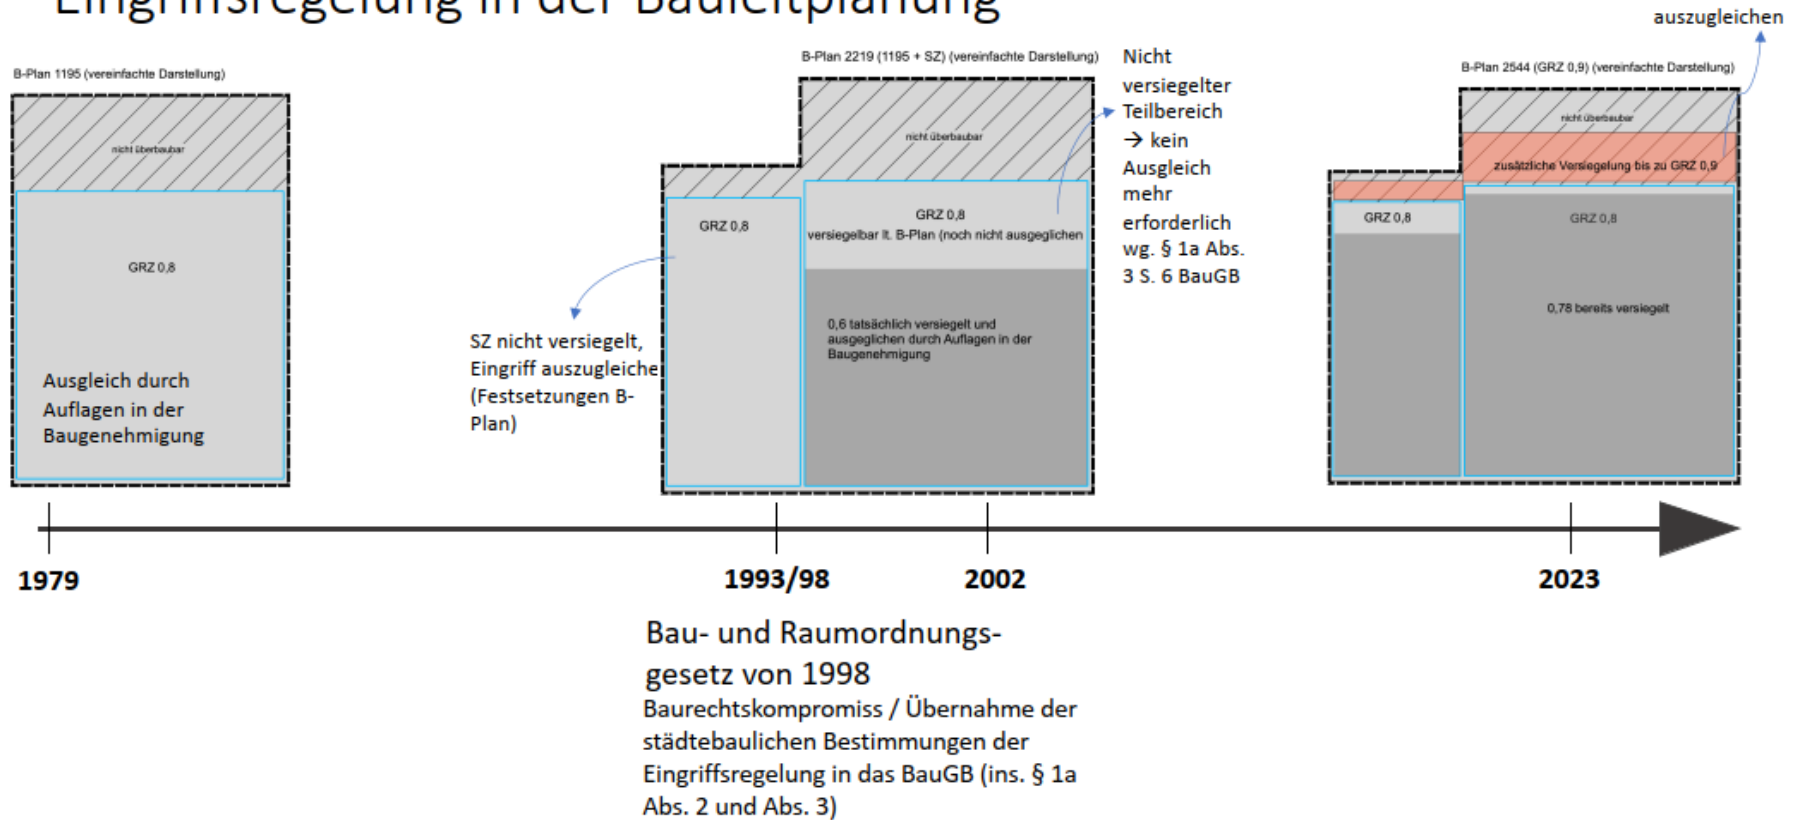 Eingriffsregelung in der Bauleitplanung
auszugleichen
B-Plan 1195 (vereinfachte Darstellung)
nicht überbaubar
GRZ 0,8
Ausgleich durch
Auflagen in der
Baugenehmigung
SZ nicht versiegelt,
Eingriff auszugleiche
(Festsetzungen B-
Plan)
B-Plan 2219 (1195 + SZ) (vereinfachte Darstellung)
nicht überbaubar
GRZ 0,8
GRZ 0,8
versiegelbar lt. B-Plan (noch nicht ausgeglichen
0,6 tatsächlich versiegelt und
ausgeglichen durch Auflagen in der
Baugenehmigung
Nicht
versiegelter
Teilbereich
→ kein
Ausgleich
mehr
erforderlich
wg. § 1a Abs.
3 S. 6 BauGB
B-Plan 2544 (GRZ 0,9) (vereinfachte Darstellung)
nicht überbaubar
zusätzliche Versiegelung bis zu GRZ 0,9
GRZ 0,8
GRZ 0,8
0,78 bereits versiegelt
1979
1993/98
2002
2023
Bau- und Raumordnungs-
gesetz von 1998
Baurechtskompromiss / Übernahme der
städtebaulichen Bestimmungen der
Eingriffsregelung in das BauGB (ins. § 1a
Abs. 2 und Abs. 3)